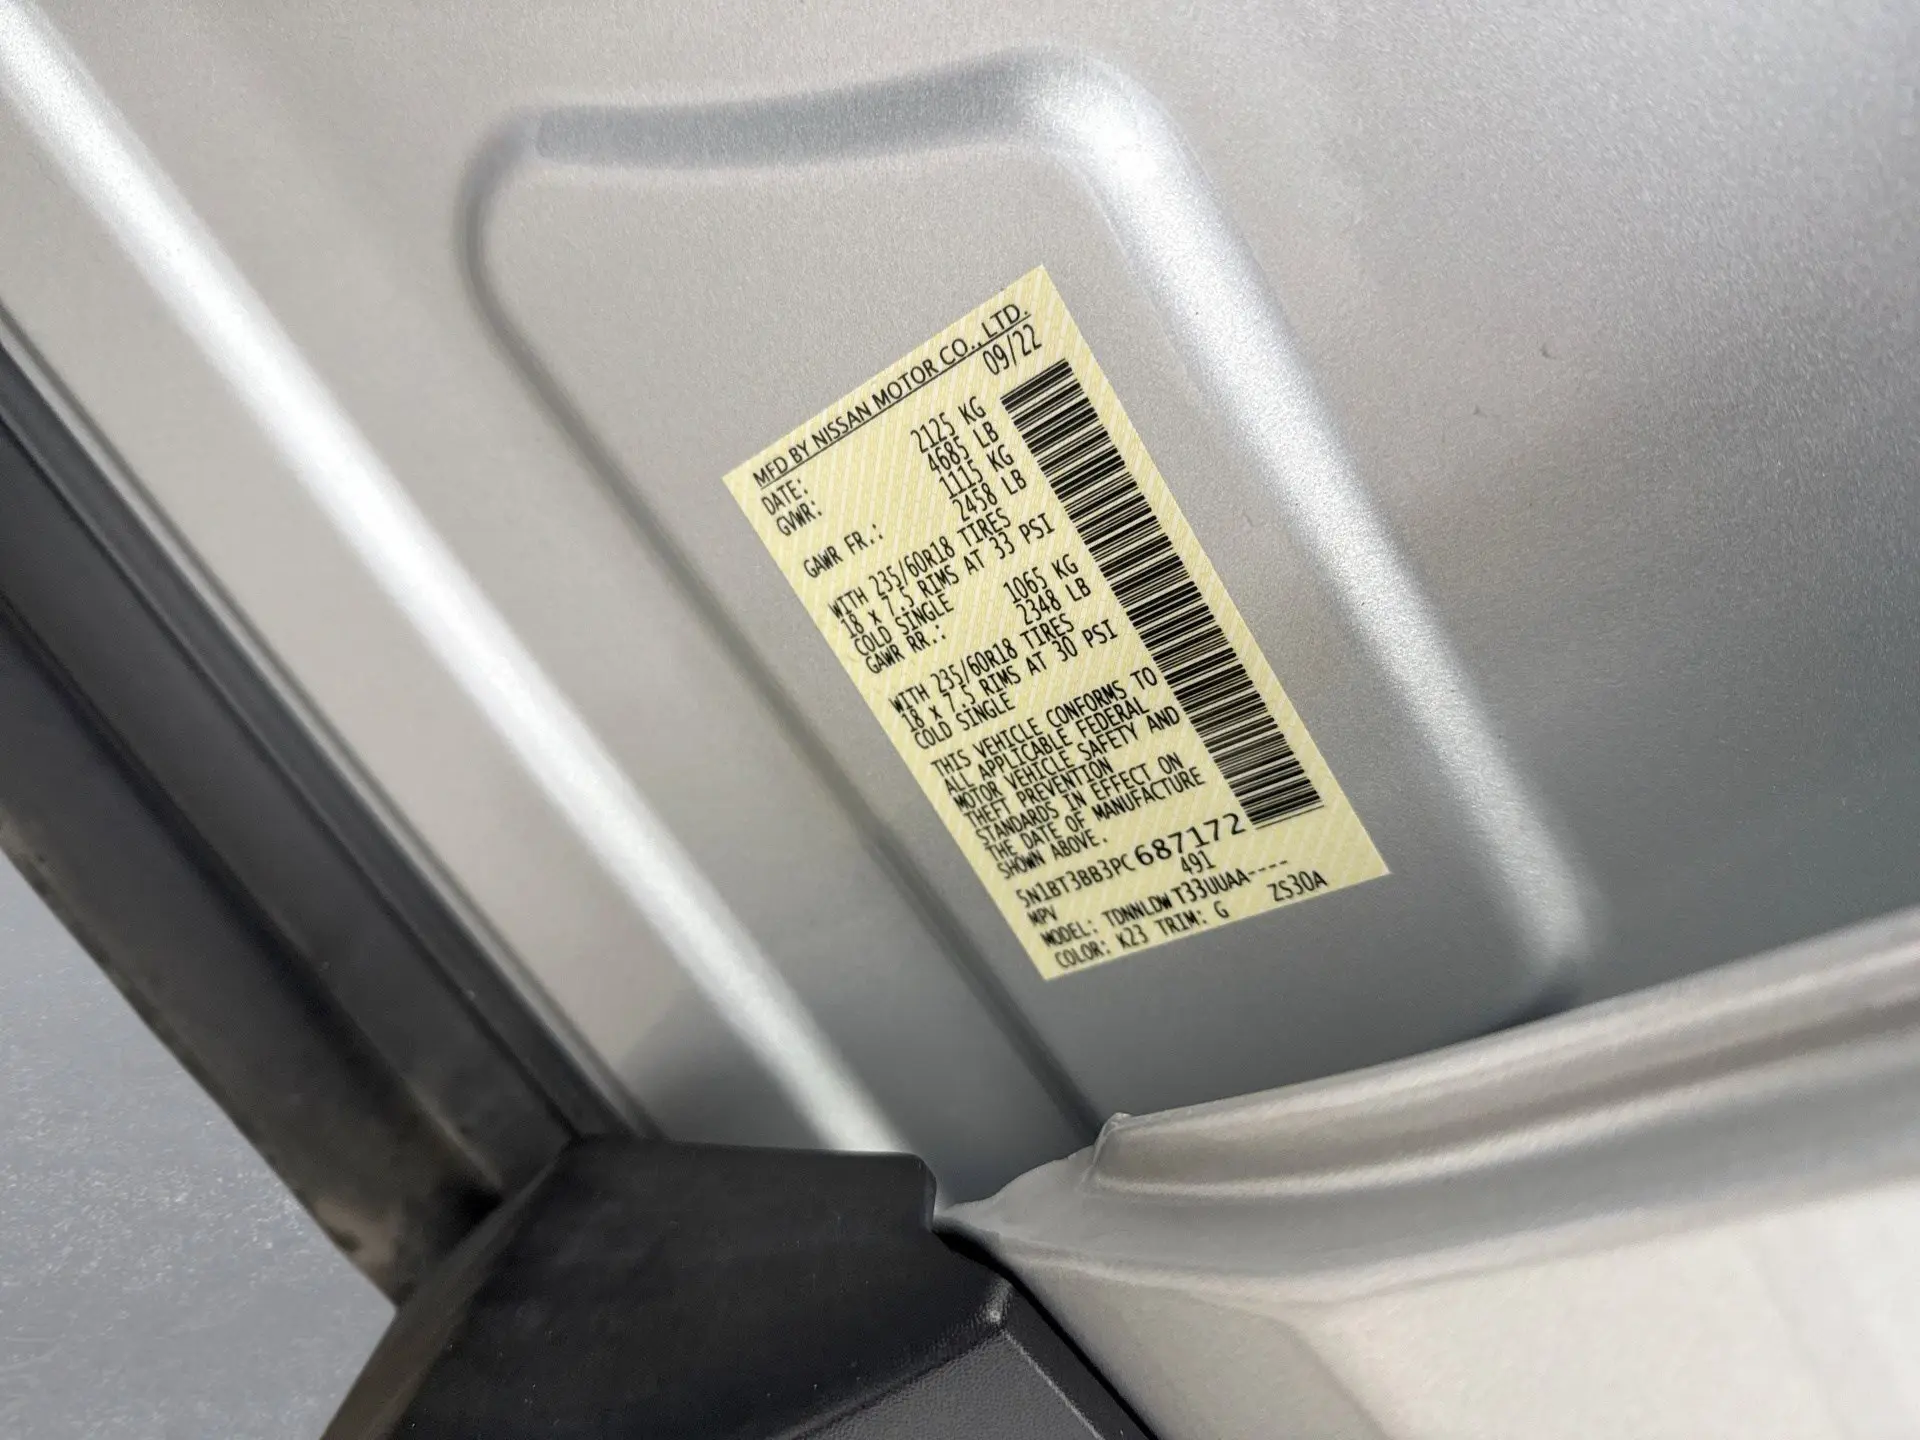 MFD BY NISSAN MOTOR CO., LTD.
DATE: 09/22
GVWR: 2125 KG
4685 LB
GAWR FR.: 1115 KG
2458 LB
WITH 235/60R18 TIRES
18 X 7.5 RIMS AT 33 PSI
COLD SINGLE
GAWR RR.: 1065 KG
2348 LB
WITH 235/60R18 TIRES
18 X 7.5 RIMS AT 30 PSI
COLD SINGLE
THIS VEHICLE CONFORMS TO
ALL APPLICABLE FEDERAL
MOTOR VEHICLE SAFETY AND
THEFT PREVENTION
STANDARDS IN EFFECT ON
THE DATE OF MANUFACTURE
SHOWN ABOVE.
5N1BT3BB3PC687172
MPV 491
MODEL: TDNNLDWT33UUAA----
COLOR: K23 TRIM: G ZS30A